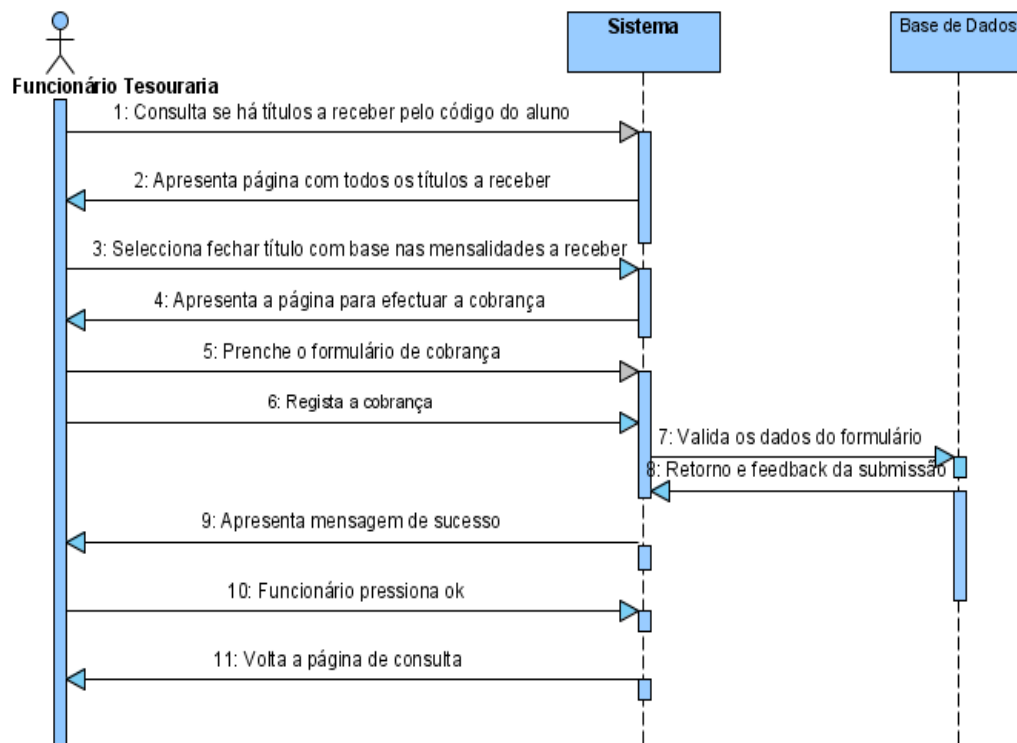 Sistema
Base de Dados
Funcionário Tesouraria
1: Consulta se há títulos a receber pelo código do aluno
2: Apresenta página com todos os títulos a receber
3: Selecciona fechar título com base nas mensalidades a receber
4: Apresenta a página para efectuar a cobrança
5: Prenche o formulário de cobrança
6: Regista a cobrança
7: Valida os dados do formulário
8: Retorno e feedback da submissão
9: Apresenta mensagem de sucesso
10: Funcionário pressiona ok
11: Volta a página de consulta